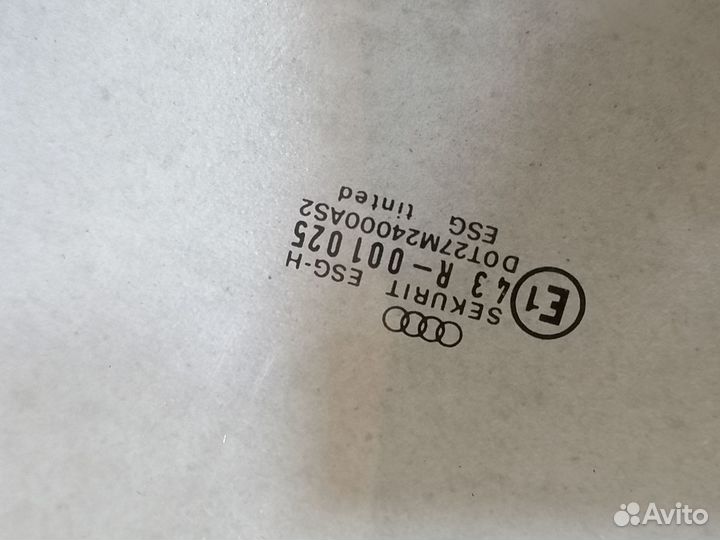 SEKURIT ESG-H
E1
43 R-001025
DOT27M24000AS2
ESG tinted
Avito